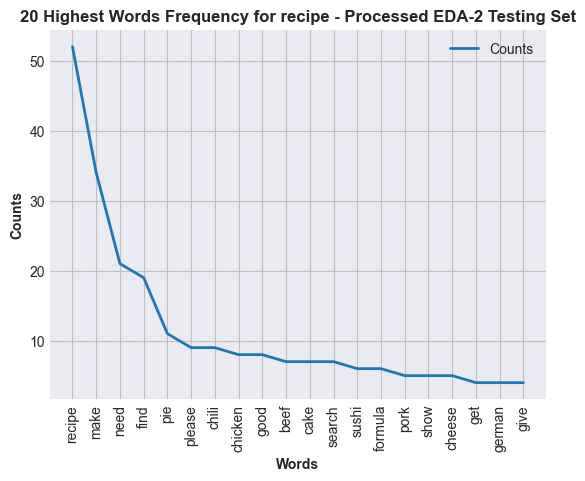 20 Highest Words Frequency for recipe - Processed EDA-2 Testing Set
Counts
50
40
30
20
10
Counts
recipe
make
need
find
pie
please
chili
chicken
good
beef
cake
search
sushi
formula
pork
show
cheese
get
german
give
Words